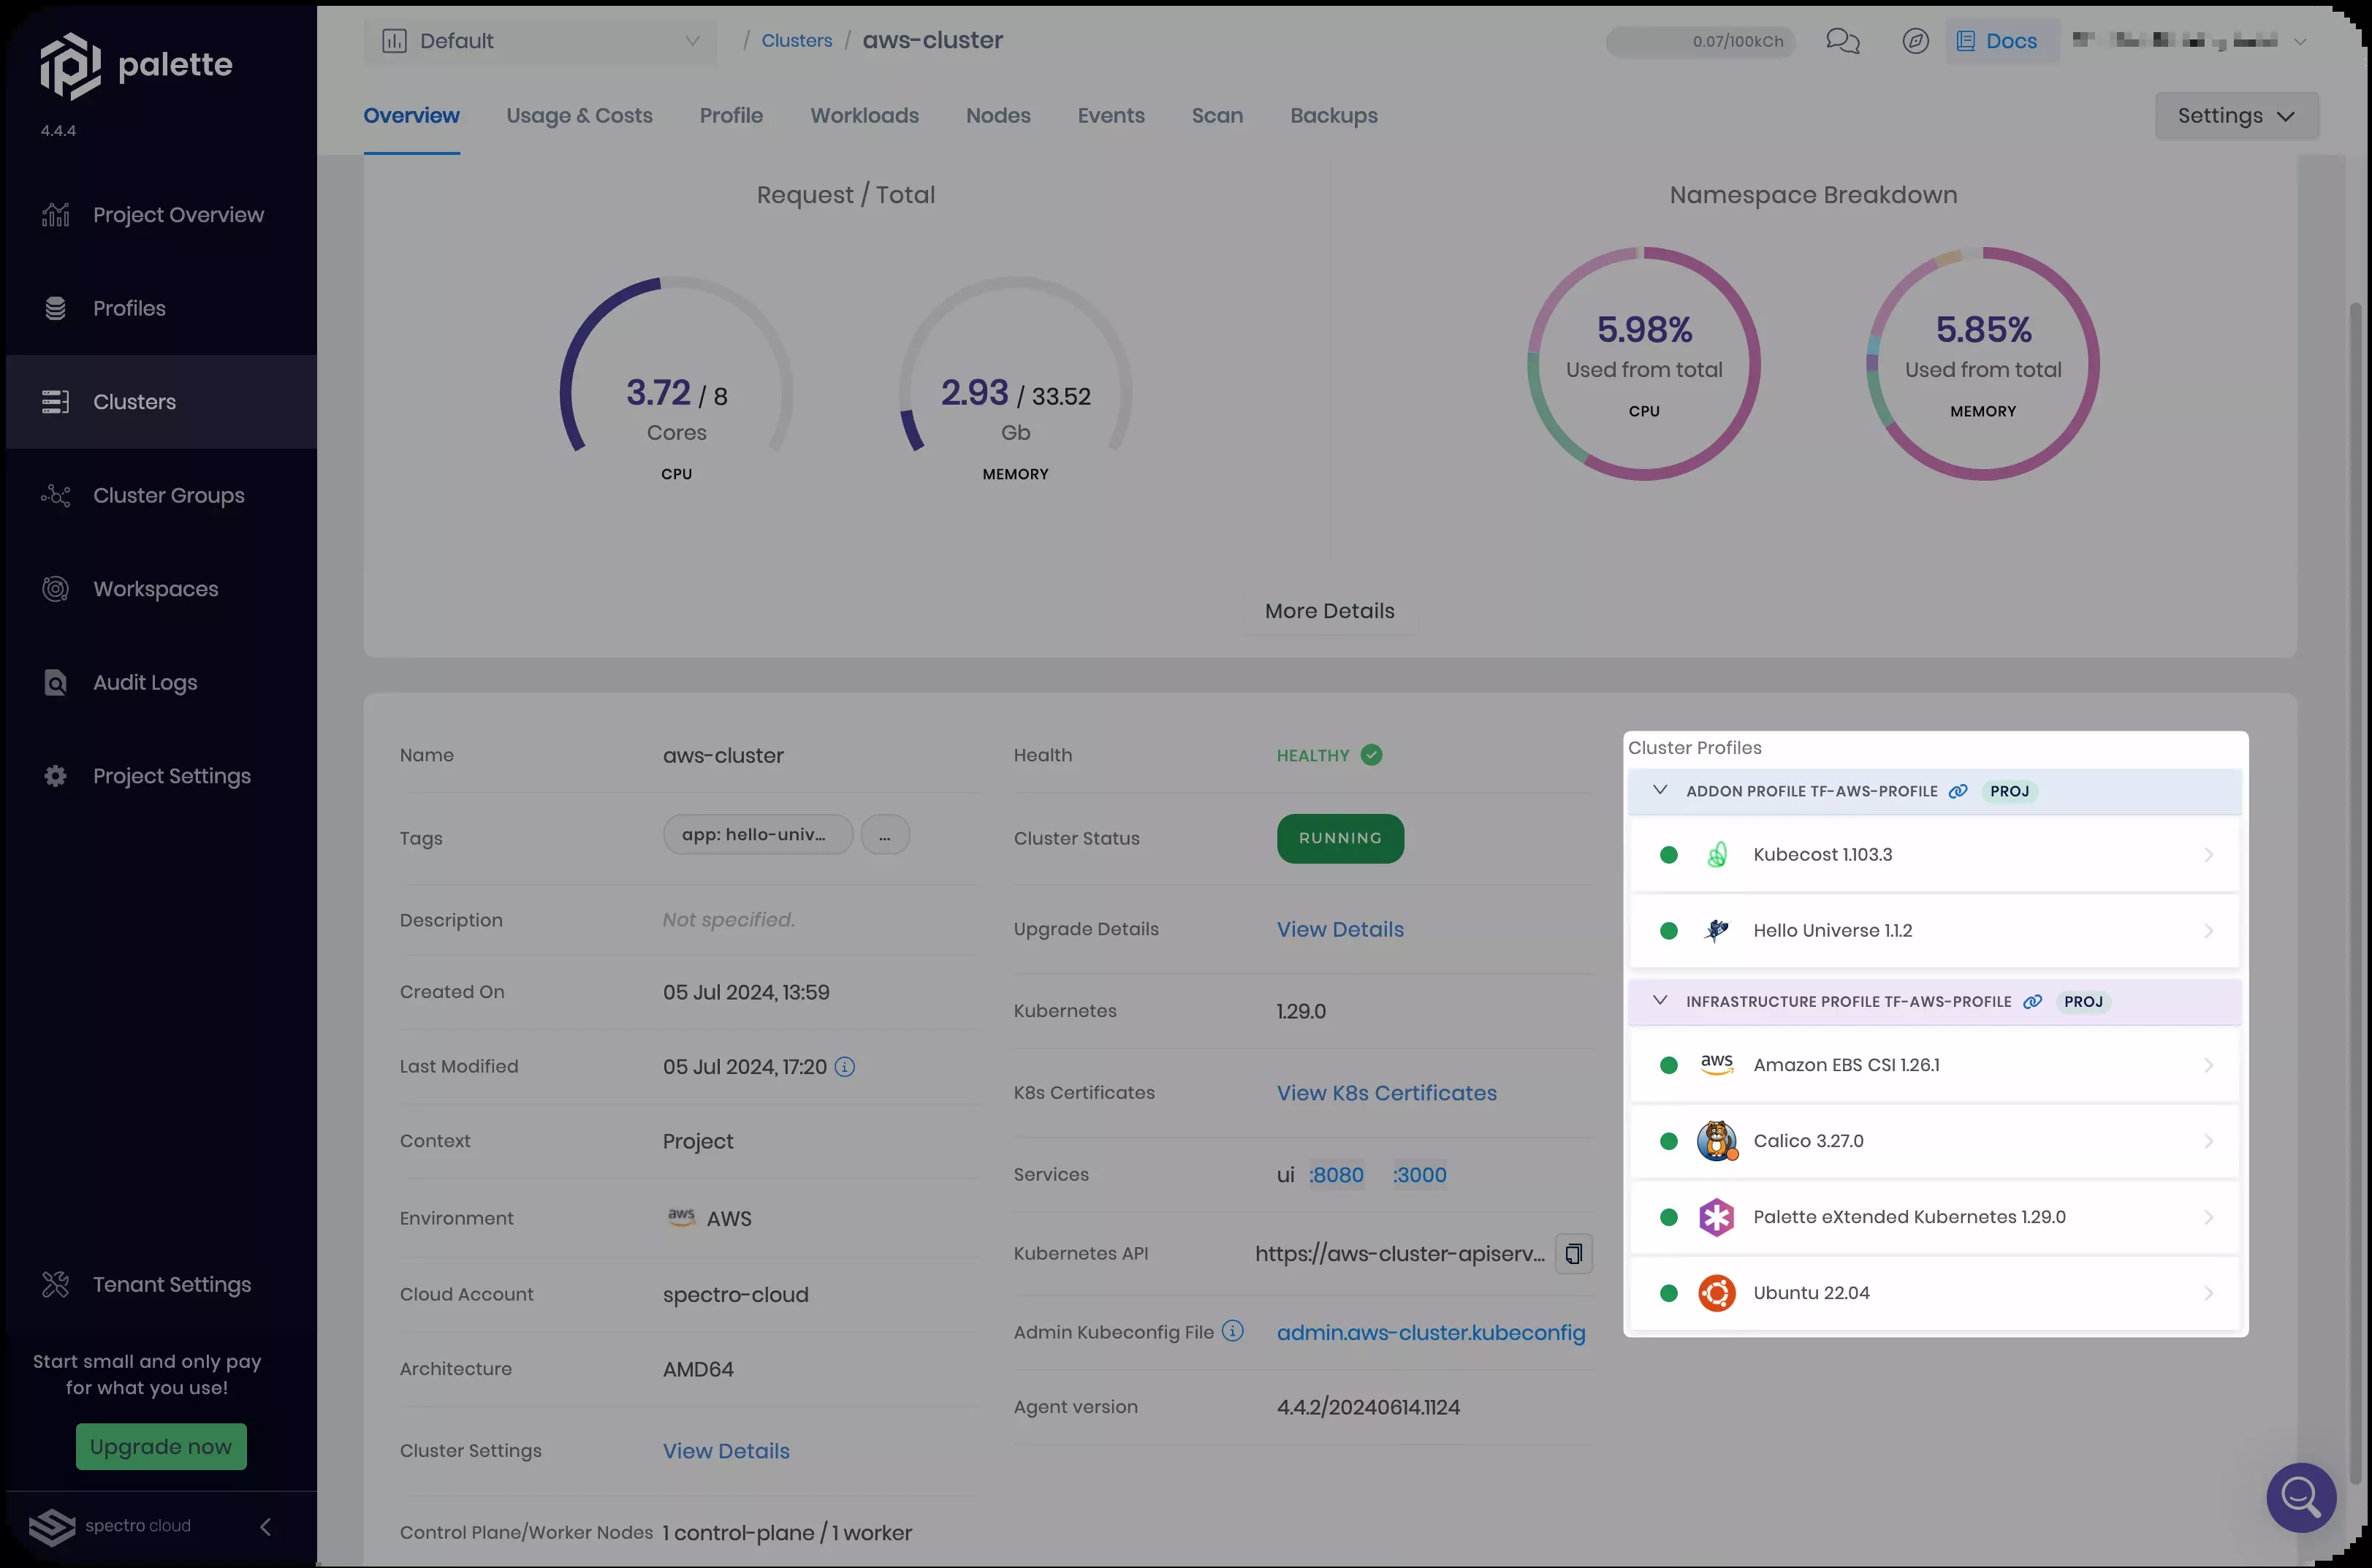 palette
4.4.4
Project Overview
Profiles
Clusters
Cluster Groups
Workspaces
Audit Logs
Project Settings
Tenant Settings
Start small and only pay
for what you use!
Upgrade now
spectro cloud
Default
/ Clusters / aws-cluster
0.07/100kCh
Docs
Overview
Usage & Costs
Profile
Workloads
Nodes
Events
Scan
Backups
Settings
Request / Total
3.72 / 8
Cores
CPU
2.93 / 33.52
Gb
MEMORY
Namespace Breakdown
5.98%
Used from total
CPU
5.85%
Used from total
MEMORY
More Details
Name aws-cluster
Tags app: hello-univ... ...
Description Not specified.
Created On 05 Jul 2024, 13:59
Last Modified 05 Jul 2024, 17:20
Context Project
Environment aws AWS
Cloud Account spectro-cloud
Architecture AMD64
Cluster Settings View Details
Control Plane/Worker Nodes 1 control-plane / 1 worker
Health HEALTHY
Cluster Status RUNNING
Upgrade Details View Details
Kubernetes 1.29.0
K8s Certificates View K8s Certificates
Services ui :8080 :3000
Kubernetes API https://aws-cluster-apiserv...
Admin Kubeconfig File admin.aws-cluster.kubeconfig
Agent version 4.4.2/20240614.1124
Cluster Profiles
ADDON PROFILE TF-AWS-PROFILE PROJ
Kubecost 1.103.3
Hello Universe 1.1.2
INFRASTRUCTURE PROFILE TF-AWS-PROFILE PROJ
aws Amazon EBS CSI 1.26.1
Calico 3.27.0
Palette eXtended Kubernetes 1.29.0
Ubuntu 22.04